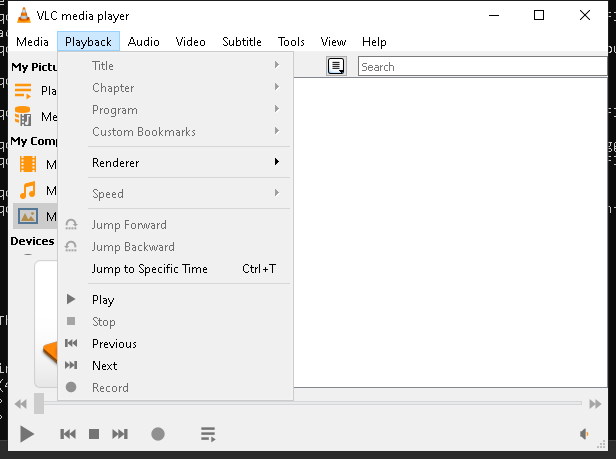 VLC media player
Media Playback Audio Video Subtitle Tools View Help
My Pictu
Search
Title
Chapter
Program
Custom Bookmarks
Renderer
Speed
Jump Forward
Jump Backward
Jump to Specific Time Ctrl+T
Play
Stop
Previous
Next
Record
Pla
Me
My Comp
M
M
M
Devices